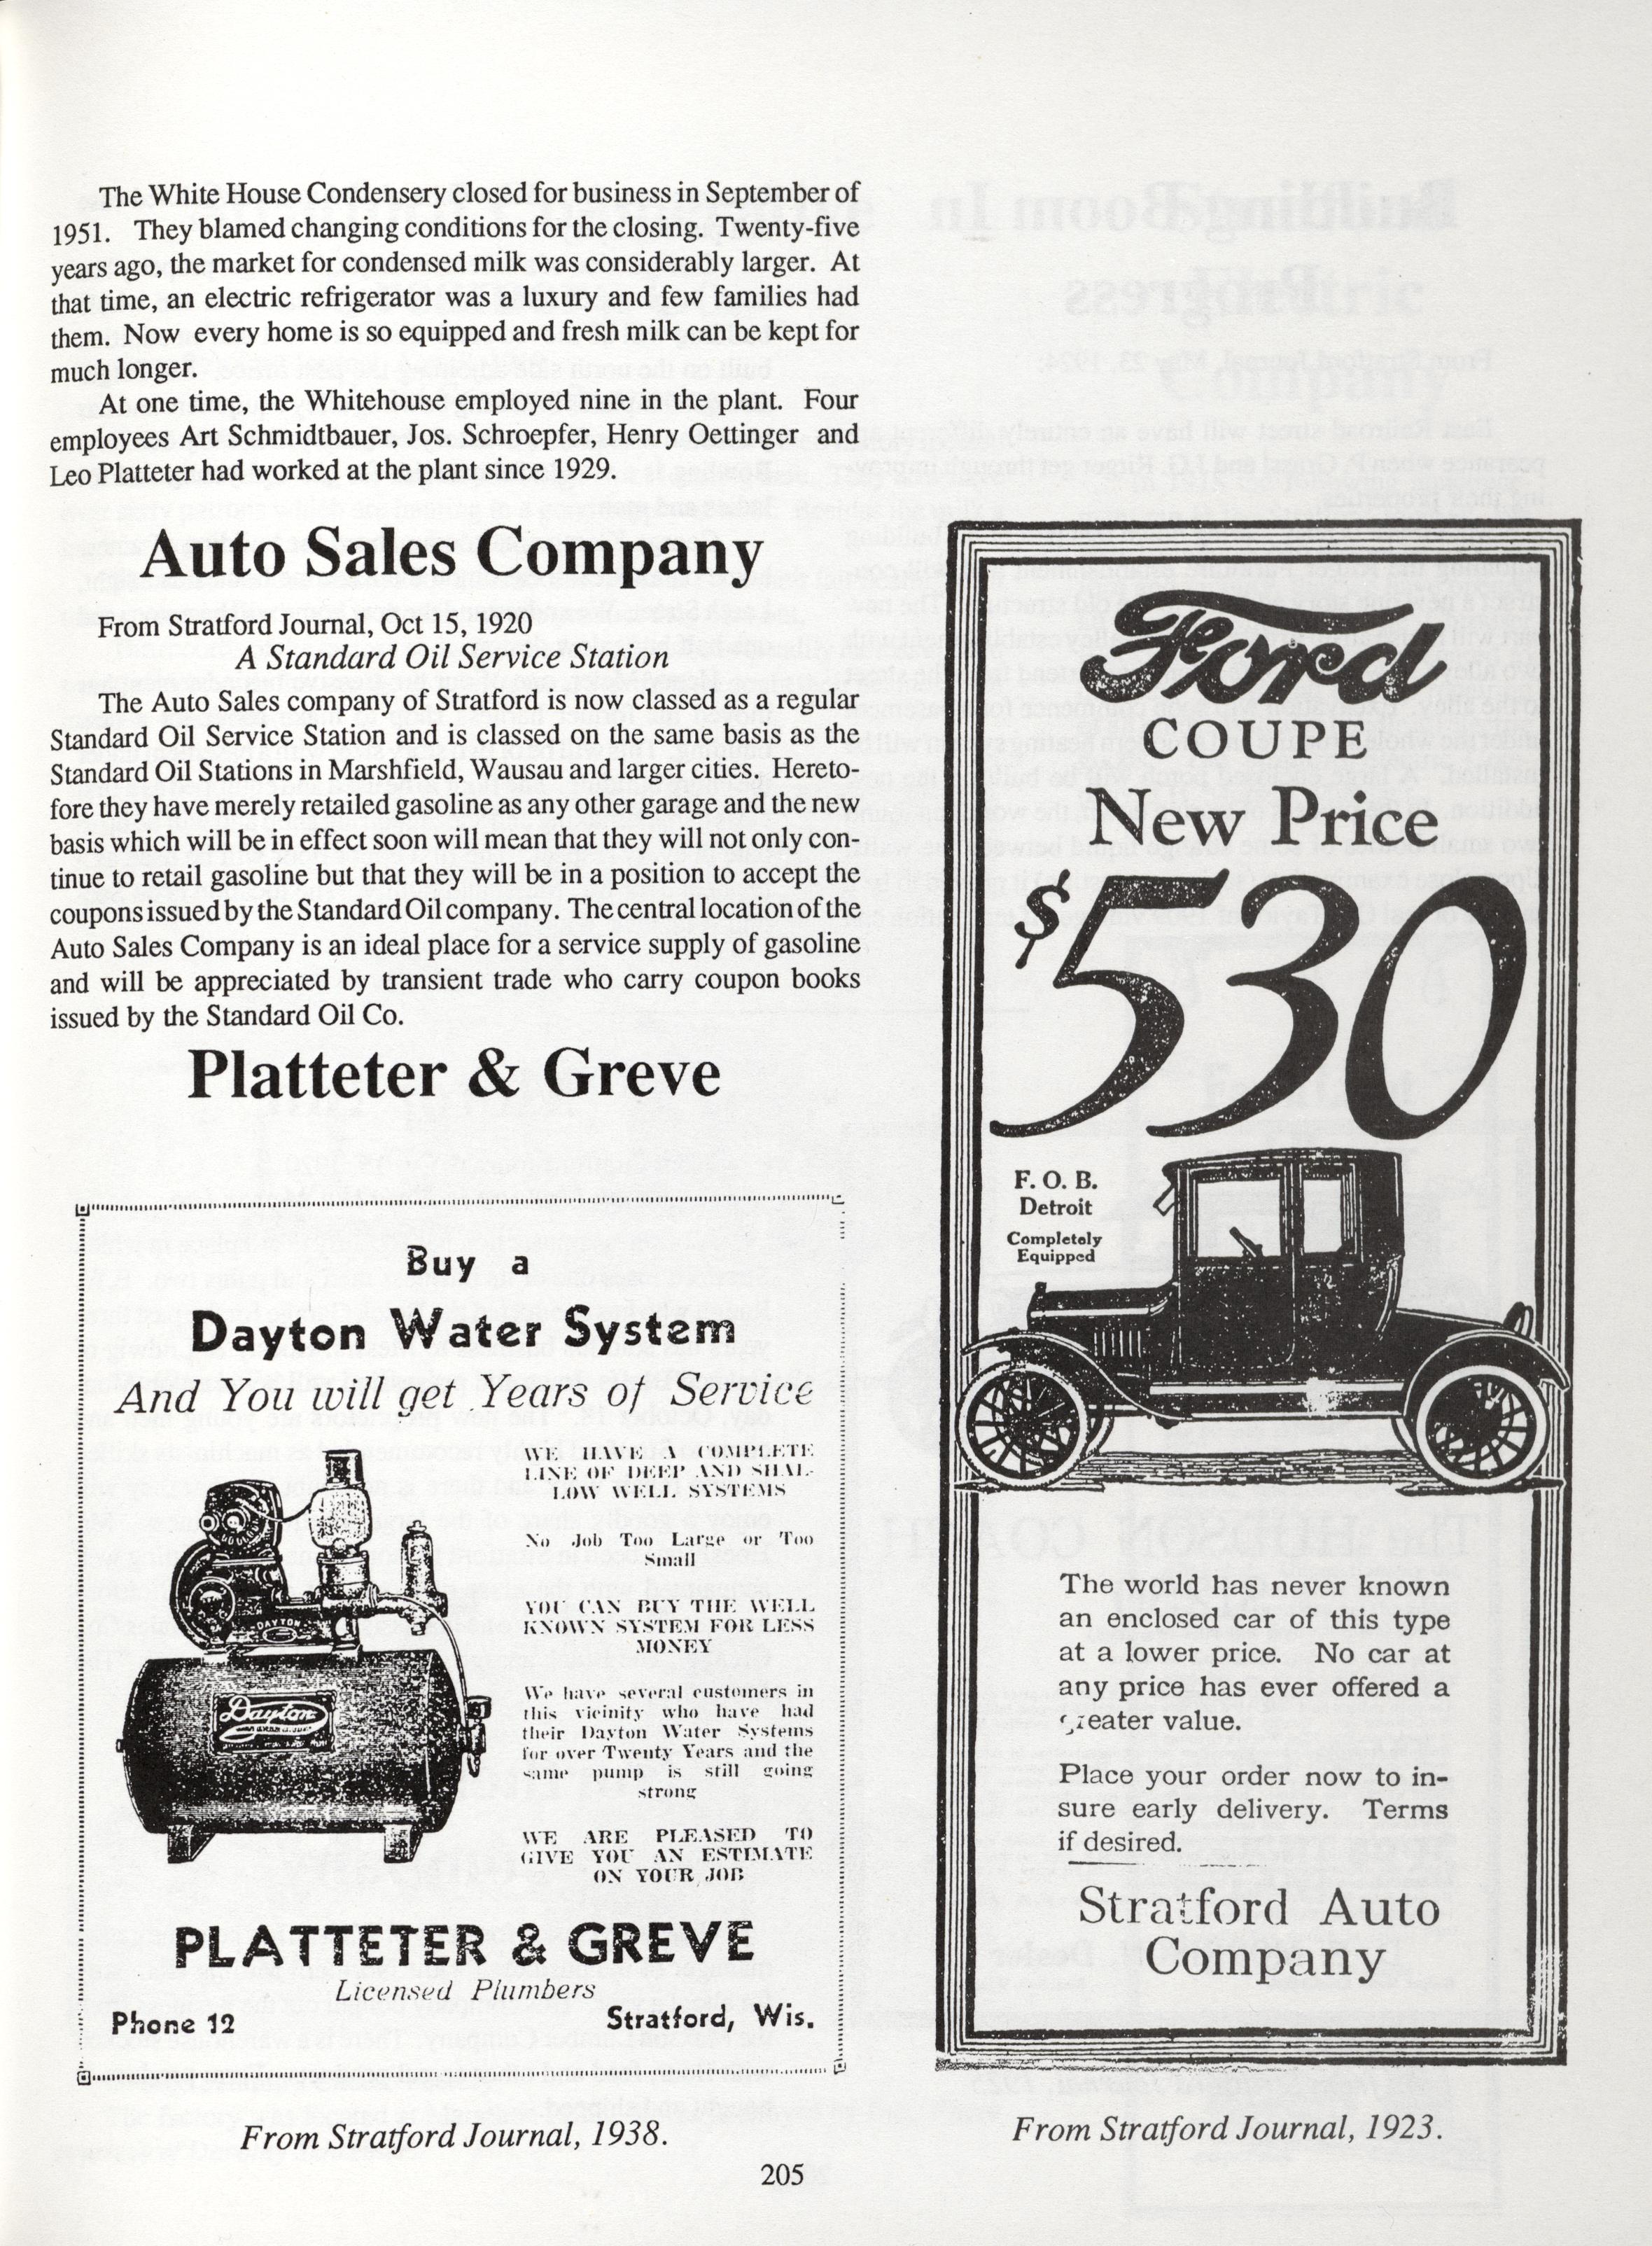 The White House Condensery closed for business in September of
1951. They blamed changing conditions for the closing. Twenty-five
years ago, the market for condensed milk was considerably larger. At
that time, an electric refrigerator was a luxury and few families had
them. Now every home is so equipped and fresh milk can be kept for
much longer.
At one time, the Whitehouse employed nine in the plant. Four
employees Art Schmidtbauer, Jos. Schroepfer, Henry Oettinger and
Leo Platteter had worked at the plant since 1929.
Auto Sales Company
From Stratford Journal, Oct 15, 1920
A Standard Oil Service Station
The Auto Sales company of Stratford is now classed as a regular
Standard Oil Service Station and is classed on the same basis as the
Standard Oil Stations in Marshfield, Wausau and larger cities. Hereto-
fore they have merely retailed gasoline as any other garage and the new
basis which will be in effect soon will mean that they will not only con-
tinue to retail gasoline but that they will be in a position to accept the
coupons issued by the Standard Oil company. The central location of the
Auto Sales Company is an ideal place for a service supply of gasoline
and will be appreciated by transient trade who carry coupon books
issued by the Standard Oil Co.
Platteter & Greve
Buy a
Dayton Water System
And You will get Years of Service
WE HAVE A COMPLETE
LINE OF DEEP AND SHAL-
LOW WELL SYSTEMS
No Job Too Large or Too
Small
YOU CAN BUY THE WELL
KNOWN SYSTEM FOR LESS
MONEY
We have several customers in
this vicinity who have had
their Dayton Water Systems
for over Twenty Years and the
same pump is still going
strong
WE ARE PLEASED TO
GIVE YOU AN ESTIMATE
ON YOUR JOB
DAYTON
Dayton
PLATTETER & GREVE
Licensed Plumbers
Phone 12 Stratford, Wis.
From Stratford Journal, 1938.
Ford
COUPE
New Price
$530
F. O. B.
Detroit
Completely
Equipped
The world has never known
an enclosed car of this type
at a lower price. No car at
any price has ever offered a
greater value.
Place your order now to in-
sure early delivery. Terms
if desired.
Stratford Auto
Company
From Stratford Journal, 1923.
205